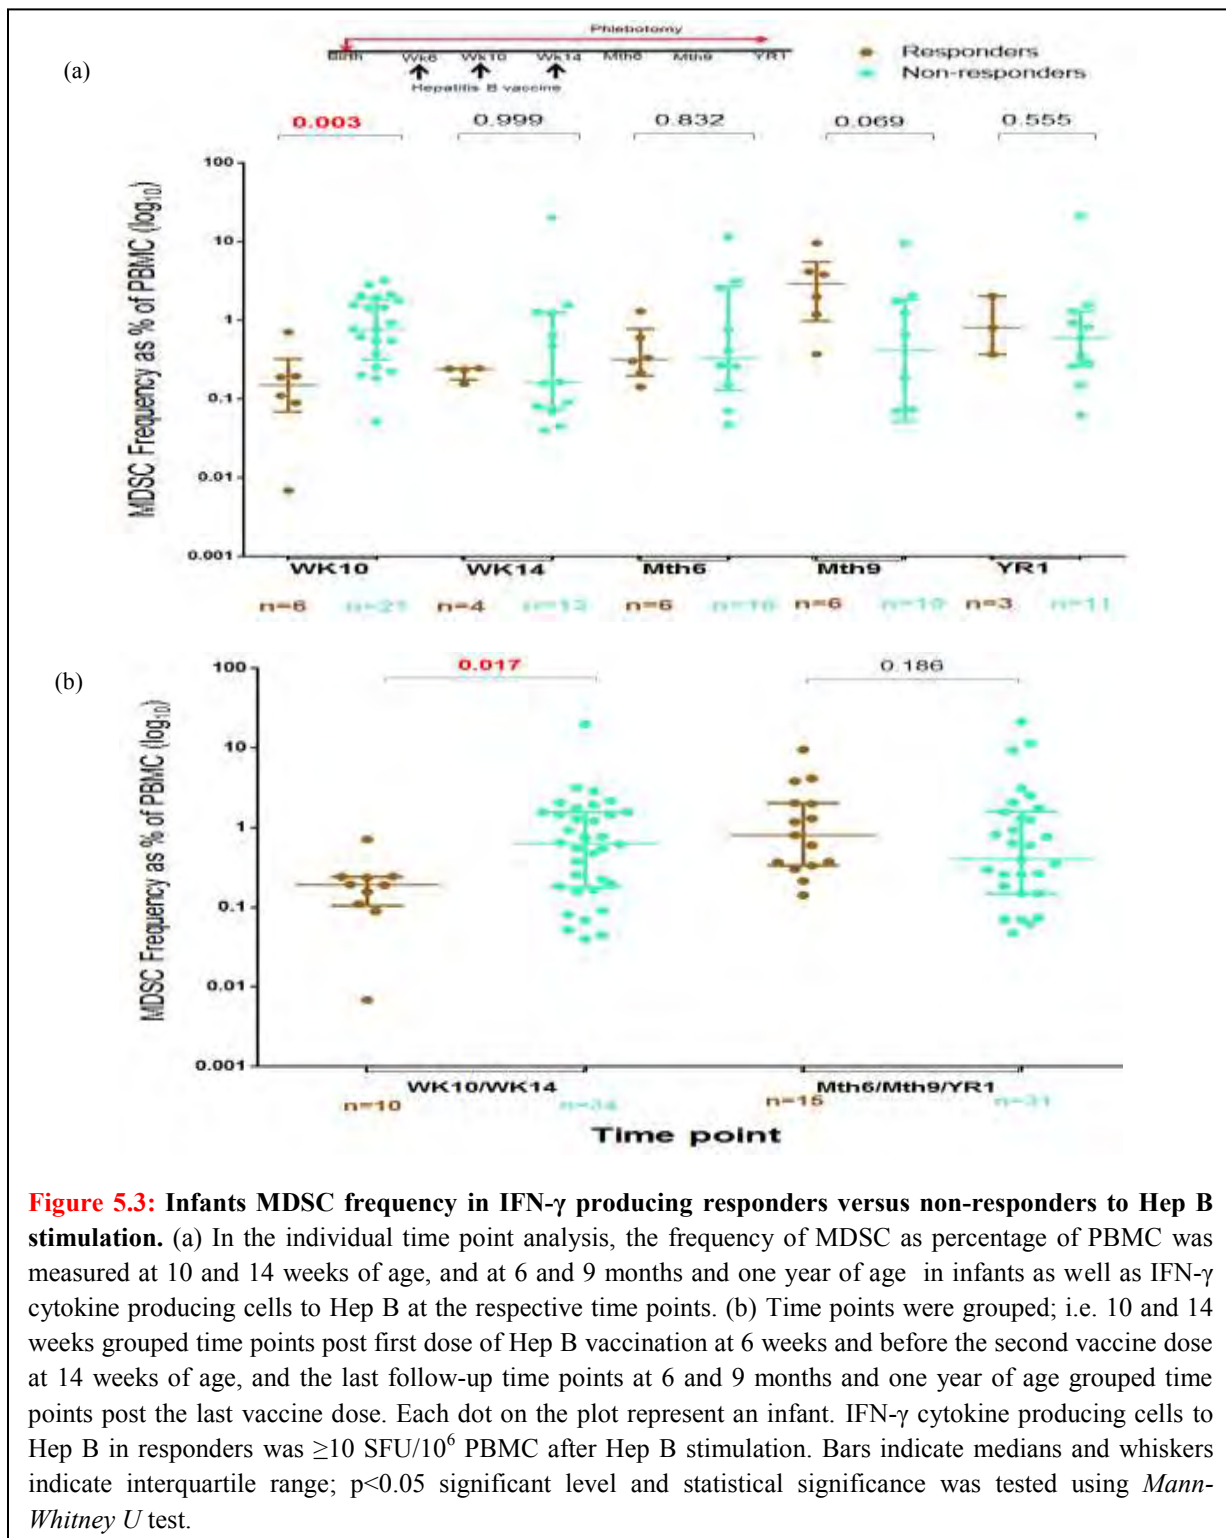 Phlebotomy
(a)
Birth Wk6 Wk10 Wk14 Mth6 Mth9 YR1
Hepatitis B vaccine
Responders
Non-responders
0.003 0.999 0.832 0.069 0.555
MDSC Frequency as % of PBMC (log10)
100
10
1
0.1
0.01
0.001
WK10 WK14 Mth6 Mth9 YR1
n=6 n=21 n=4 n=13 n=6 n=6 n=3 n=11
(b)
0.017 0.186
MDSC Frequency as % of PBMC (log10)
100
10
1
0.1
0.01
0.001
WK10/WK14 Mth6/Mth9/YR1
n=10 n=34 n=15 n=31
Time point
Figure 5.3: Infants MDSC frequency in IFN-γ producing responders versus non-responders to Hep B
stimulation. (a) In the individual time point analysis, the frequency of MDSC as percentage of PBMC was
measured at 10 and 14 weeks of age, and at 6 and 9 months and one year of age in infants as well as IFN-γ
cytokine producing cells to Hep B at the respective time points. (b) Time points were grouped; i.e. 10 and 14
weeks grouped time points post first dose of Hep B vaccination at 6 weeks and before the second vaccine dose
at 14 weeks of age, and the last follow-up time points at 6 and 9 months and one year of age grouped time
points post the last vaccine dose. Each dot on the plot represent an infant. IFN-γ cytokine producing cells to
Hep B in responders was ≥10 SFU/10⁶ PBMC after Hep B stimulation. Bars indicate medians and whiskers
indicate interquartile range; p<0.05 significant level and statistical significance was tested using Mann-
Whitney U test.